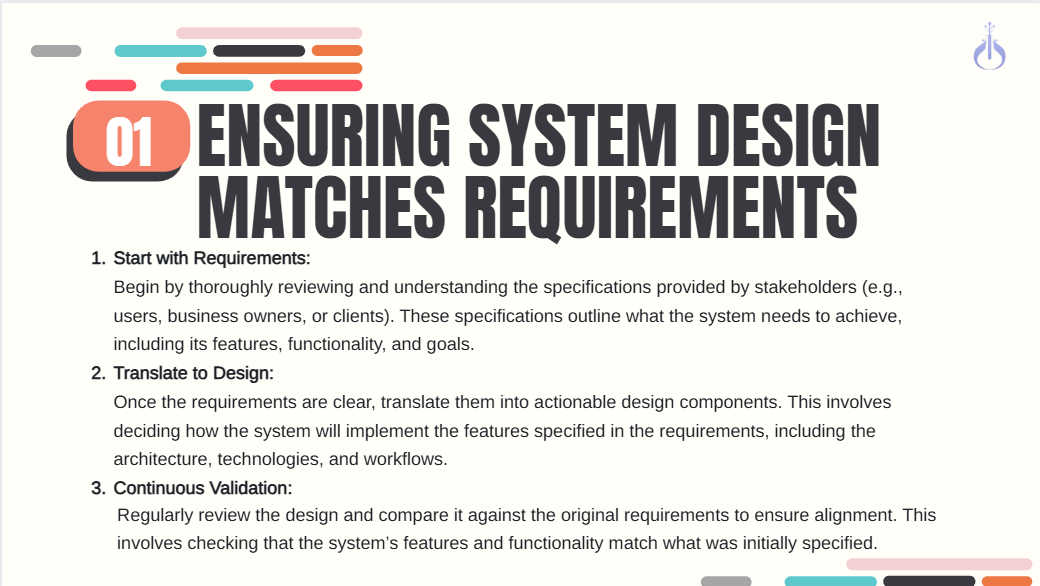 01
ENSURING SYSTEM DESIGN
MATCHES REQUIREMENTS
1. Start with Requirements:
Begin by thoroughly reviewing and understanding the specifications provided by stakeholders (e.g.,
users, business owners, or clients). These specifications outline what the system needs to achieve,
including its features, functionality, and goals.
2. Translate to Design:
Once the requirements are clear, translate them into actionable design components. This involves
deciding how the system will implement the features specified in the requirements, including the
architecture, technologies, and workflows.
3. Continuous Validation:
Regularly review the design and compare it against the original requirements to ensure alignment. This
involves checking that the system’s features and functionality match what was initially specified.